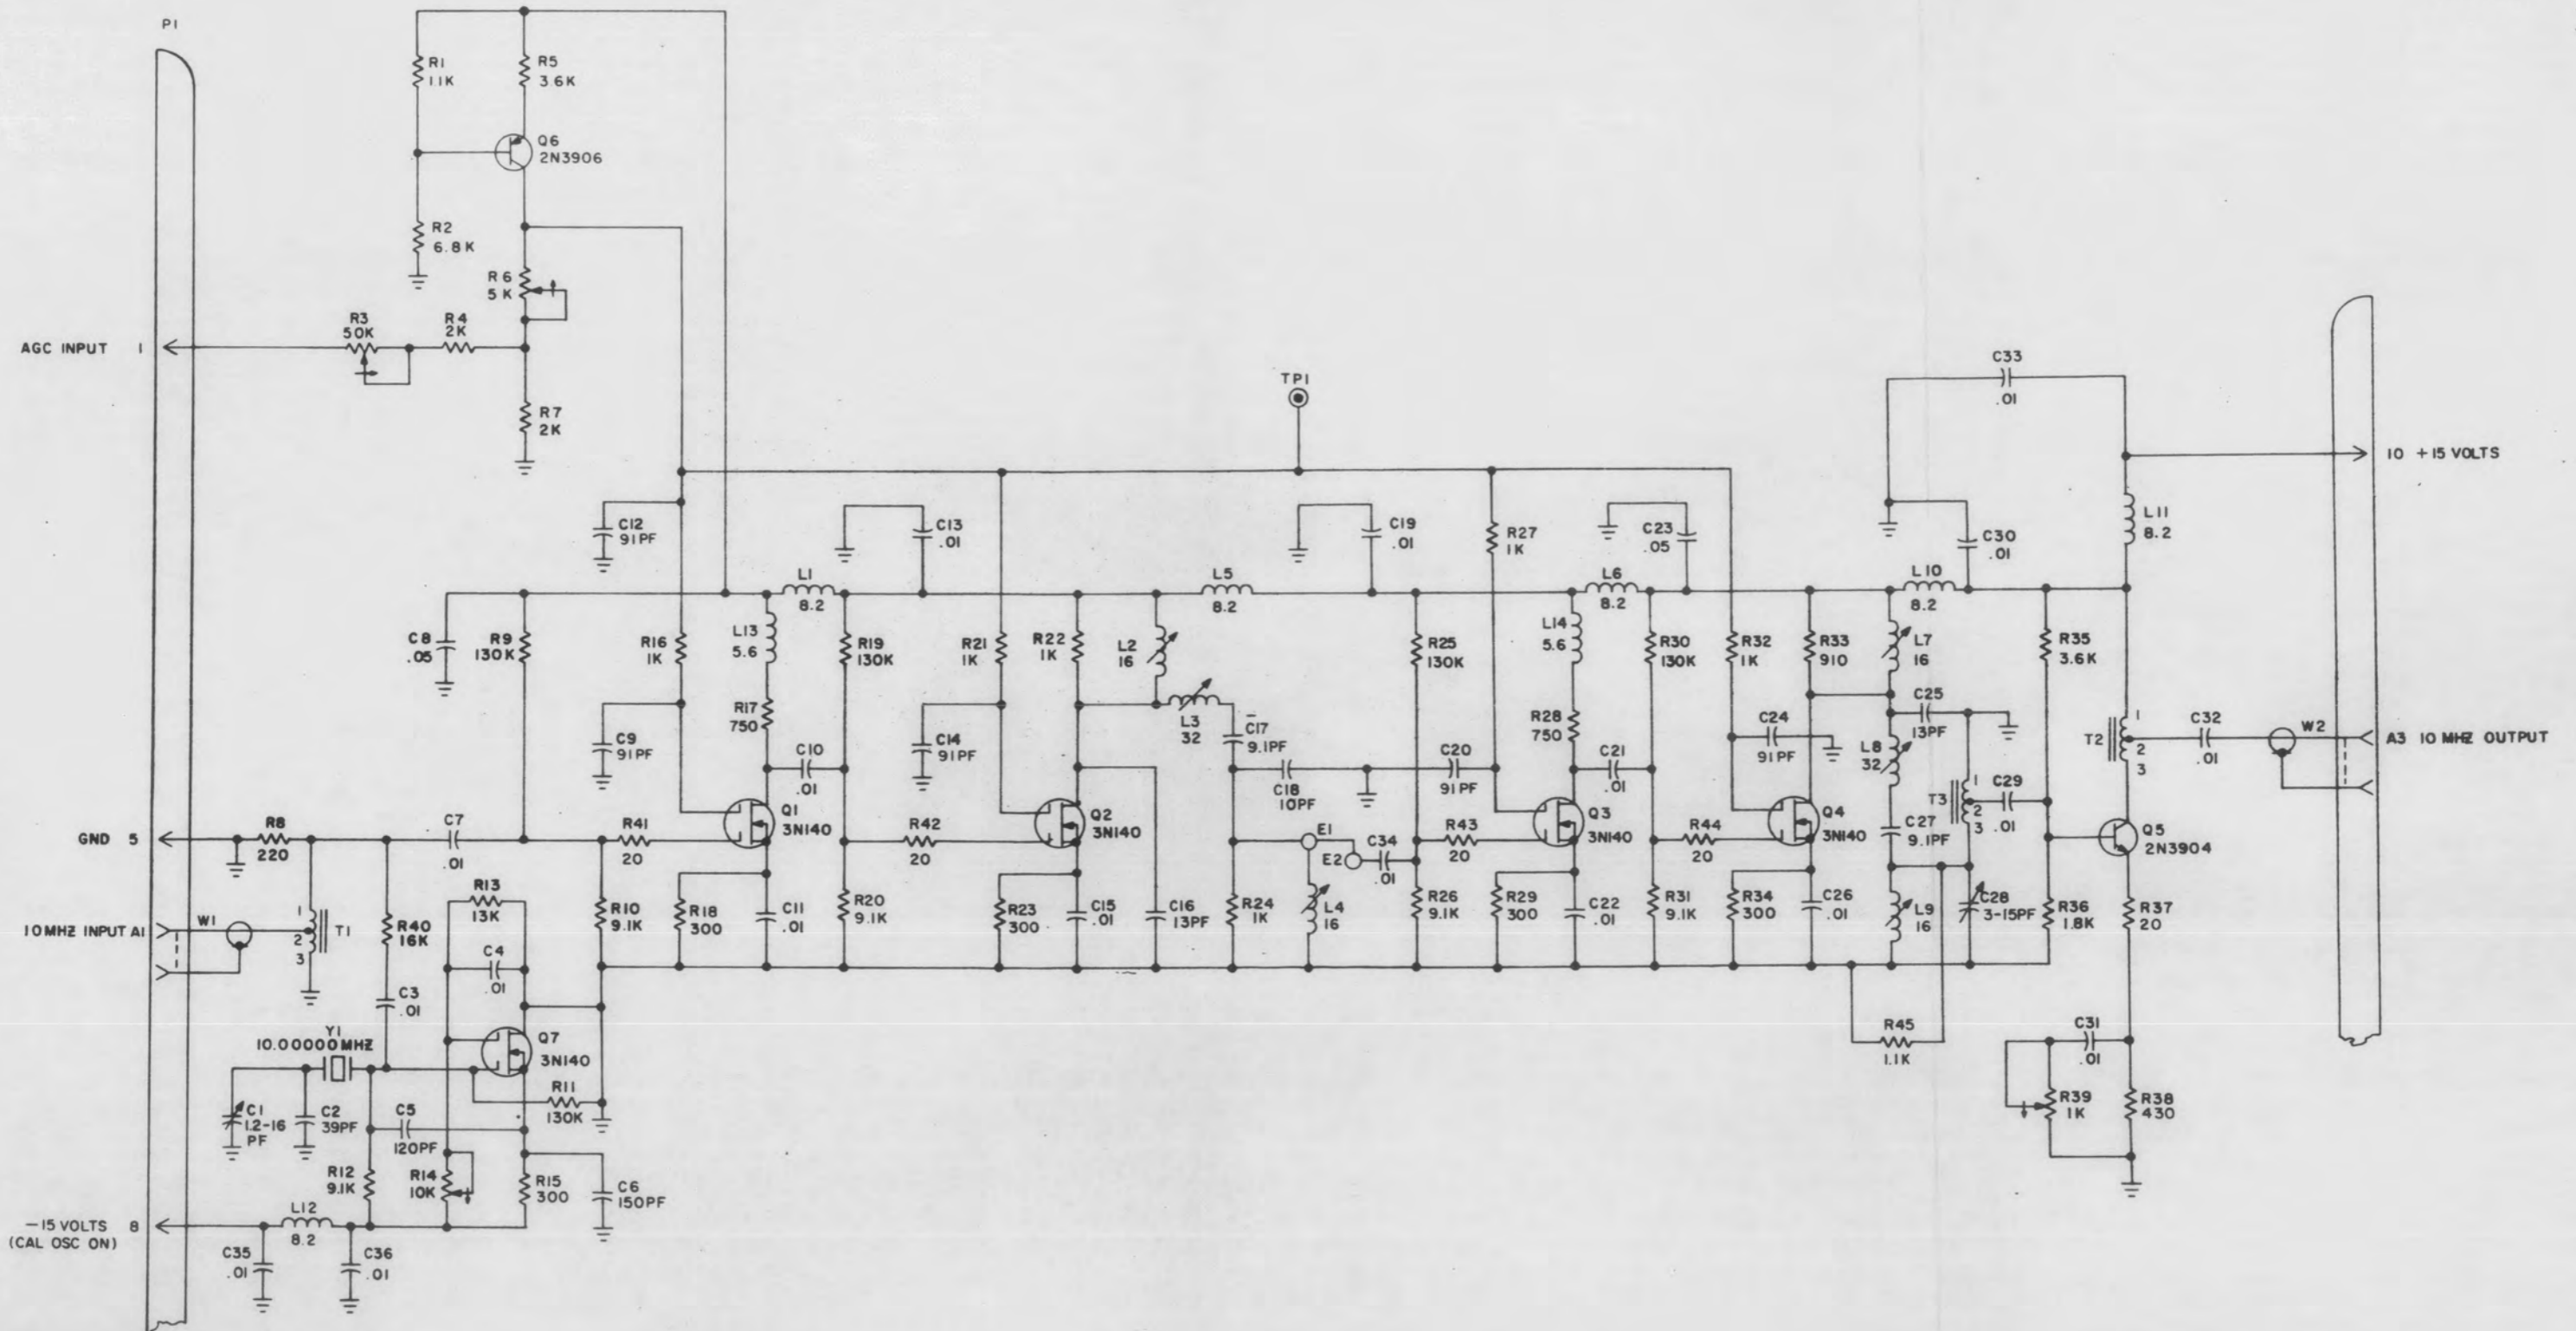 P1
R1
1.1K
R5
3.6K
Q6
2N3906
R2
6.8K
R6
5K
R3
50K
R4
2K
AGC INPUT 1
R7
2K
TP1
C33
.01
10 +15 VOLTS
L11
8.2
C12
91PF
C13
.01
C19
.01
R27
1K
C23
.05
C30
.01
L1
8.2
L5
8.2
L6
8.2
L10
8.2
C8
.05
R9
130K
R16
1K
L13
5.6
R19
130K
R21
1K
R22
1K
L2
16
R25
130K
L14
5.6
R30
130K
R32
1K
R33
910
L7
16
R35
3.6K
R17
750
L3
32
C17
9.1PF
R28
750
C25
13PF
C9
91PF
C10
.01
C14
91PF
C18
10PF
C20
91PF
C21
.01
C24
91PF
L8
32
T3
1
2
3
C29
.01
T2
1
2
3
C32
.01
W2
A3 10 MHZ OUTPUT
GND 5
R8
220
C7
.01
R41
20
Q1
3N140
R42
20
Q2
3N140
E1
E2
C34
.01
R43
20
Q3
3N140
R44
20
Q4
3N140
C27
9.1PF
Q5
2N3904
10MHZ INPUT A1
W1
1
2
3
T1
R40
16K
R13
13K
R10
9.1K
R18
300
C11
.01
R20
9.1K
R23
300
C15
.01
C16
13PF
R24
1K
L4
16
R26
9.1K
R29
300
C22
.01
R31
9.1K
R34
300
C26
.01
L9
16
C28
3-15PF
R36
1.8K
R37
20
C4
.01
C3
.01
Y1
10.00000MHZ
Q7
3N140
R11
130K
R45
1.1K
C31
.01
C1
1.2-16
PF
C2
39PF
C5
120PF
R39
1K
R38
430
R12
9.1K
R14
10K
R15
300
C6
150PF
-15 VOLTS 8
(CAL OSC ON)
L12
8.2
C35
.01
C36
.01